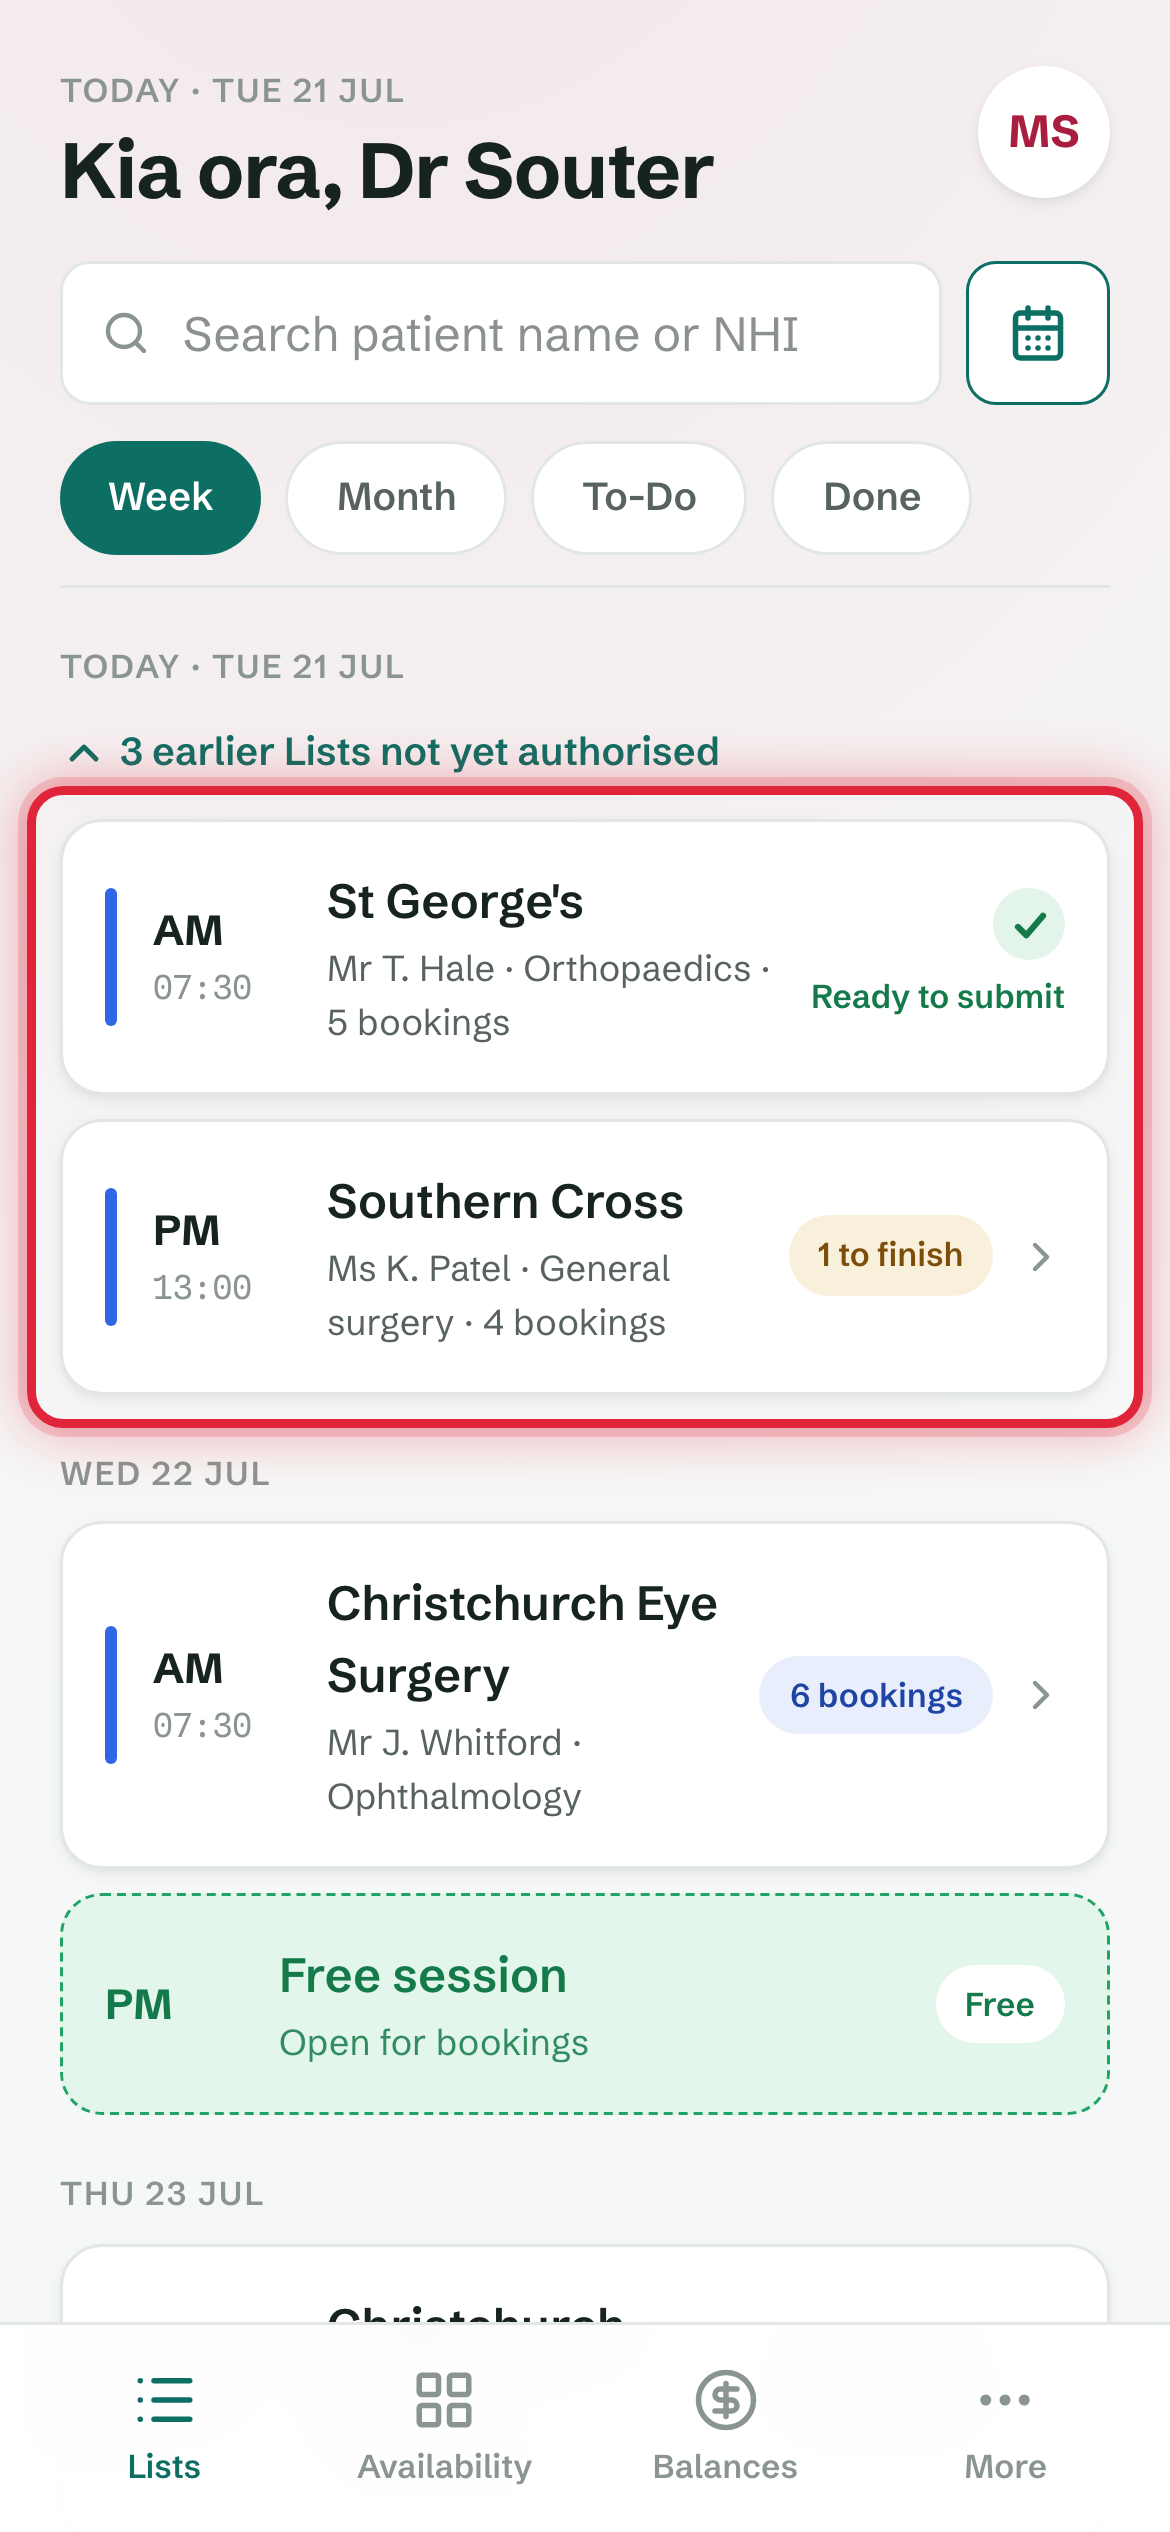 TODAY · TUE 21 JUL
Kia ora, Dr Souter
MS
Search patient name or NHI
Week
Month
To-Do
Done
TODAY · TUE 21 JUL
3 earlier Lists not yet authorised
AM
07:30
St George's
Mr T. Hale · Orthopaedics ·
5 bookings
Ready to submit
PM
13:00
Southern Cross
Ms K. Patel · General
surgery · 4 bookings
1 to finish
WED 22 JUL
AM
07:30
Christchurch Eye
Surgery
Mr J. Whitford ·
Ophthalmology
6 bookings
PM
Free session
Open for bookings
Free
THU 23 JUL
Christchurch
Lists
Availability
Balances
More